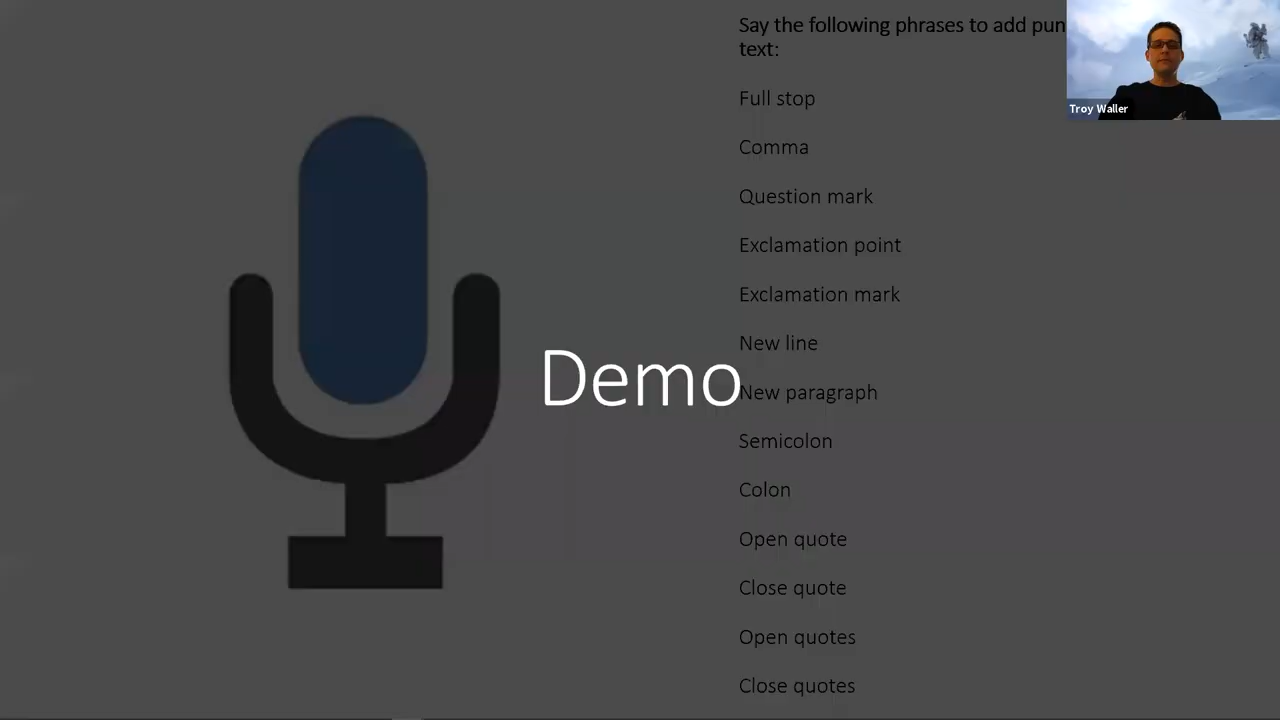 Say the following phrases to add pun
text:
Full stop
Comma
Question mark
Exclamation point
Exclamation mark
New line
New paragraph
Semicolon
Colon
Open quote
Close quote
Open quotes
Close quotes
Demo
Troy Waller